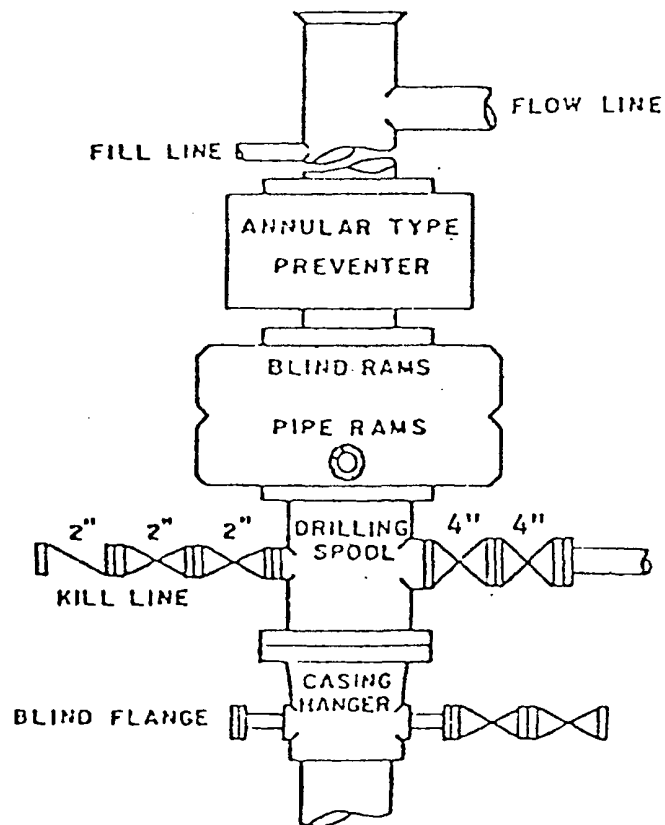 FLOW LINE
FILL LINE
ANNULAR TYPE
PREVENTER
BLIND RAMS
PIPE RAMS
2" 2" 2"
DRILLING
SPOOL
4" 4"
KILL LINE
CASING
HANGER
BLIND FLANGE